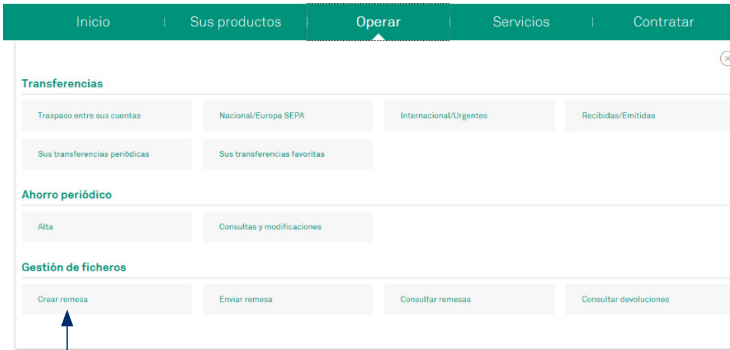 Inicio | Sus productos | Operar | Servicios | Contratar
Transferencias
Traspaso entre sus cuentas Nacional/Europa SEPA Internacional/Urgentes Recibidas/Emitidas
Sus transferencias periódicas Sus transferencias favoritas
Ahorro periódico
Alta Consultas y modificaciones
Gestión de ficheros
Crear remesa Enviar remesa Consultar remesas Consultar devoluciones